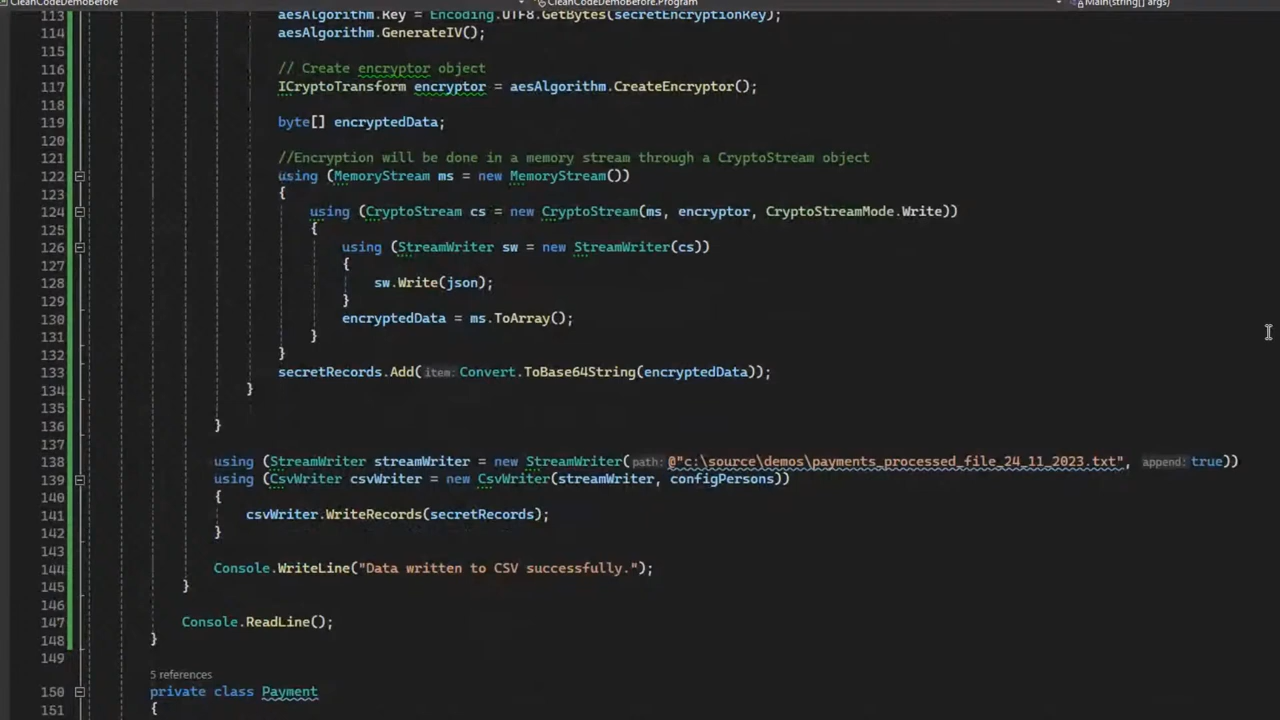 CleanCodeDemoBefore
CleanCodeDemoBefore.Program
Main(string[] args)
113 aesAlgorithm.Key = Encoding.UTF8.GetBytes(secretEncryptionKey);
114 aesAlgorithm.GenerateIV();
115
116 // Create encryptor object
117 ICryptoTransform encryptor = aesAlgorithm.CreateEncryptor();
118
119 byte[] encryptedData;
120
121 //Encryption will be done in a memory stream through a CryptoStream object
122 using (MemoryStream ms = new MemoryStream())
123 {
124 using (CryptoStream cs = new CryptoStream(ms, encryptor, CryptoStreamMode.Write))
125 {
126 using (StreamWriter sw = new StreamWriter(cs))
127 {
128 sw.Write(json);
129 }
130 encryptedData = ms.ToArray();
131 }
132 }
133 secretRecords.Add(item: Convert.ToBase64String(encryptedData));
134 }
135
136 }
137
138 using (StreamWriter streamWriter = new StreamWriter(path: @"c:\source\demos\payments_processed_file_24_11_2023.txt", append: true))
139 using (CsvWriter csvWriter = new CsvWriter(streamWriter, configPersons))
140 {
141 csvWriter.WriteRecords(secretRecords);
142 }
143
144 Console.WriteLine("Data written to CSV successfully.");
145 }
146
147 Console.ReadLine();
148 }
149
5 references
150 private class Payment
151 {